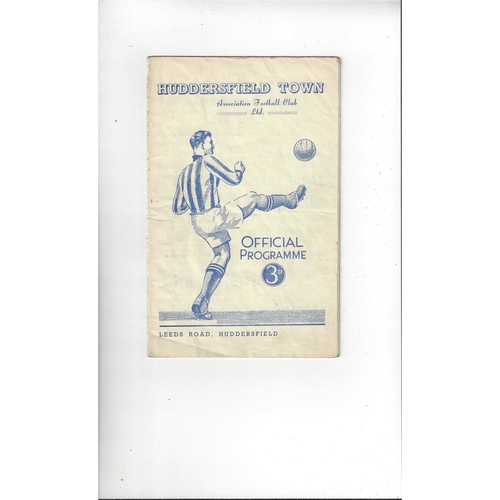 HUDDERSFIELD TOWN
Association Football Club
Ltd.
OFFICIAL
PROGRAMME
3D
LEEDS ROAD, HUDDERSFIELD